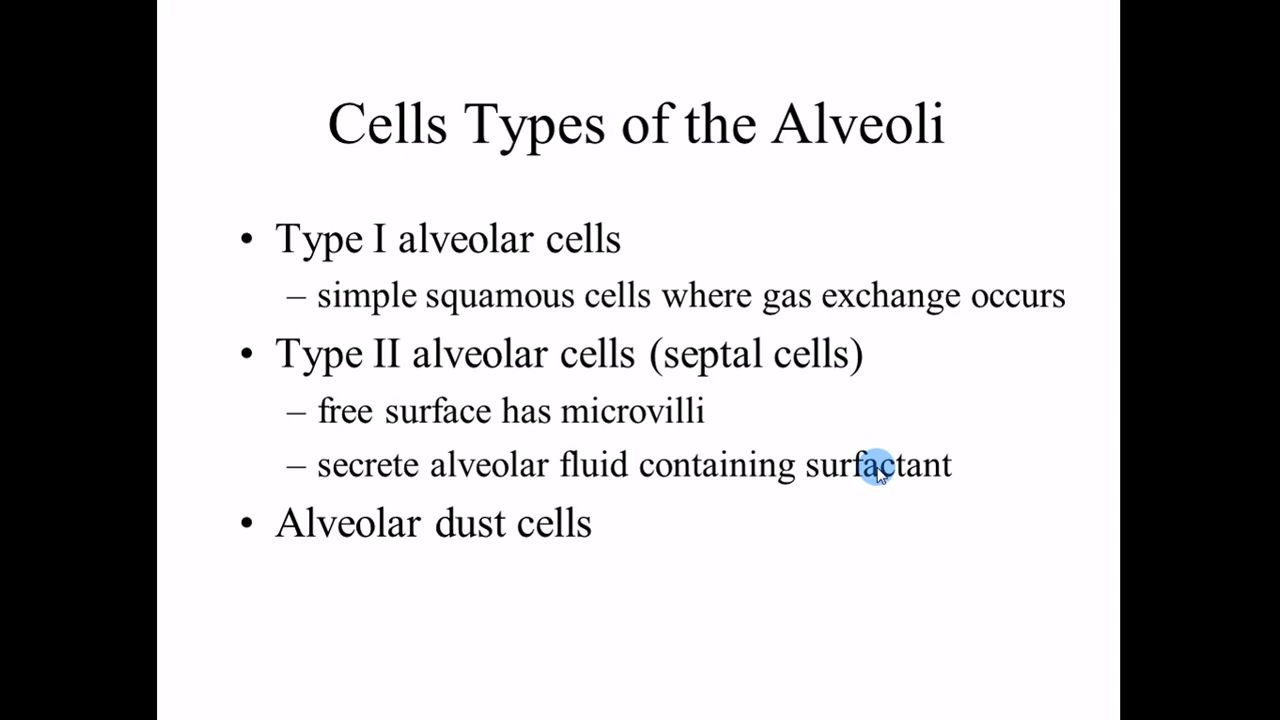 Cells Types of the Alveoli
• Type I alveolar cells
– simple squamous cells where gas exchange occurs
• Type II alveolar cells (septal cells)
– free surface has microvilli
– secrete alveolar fluid containing surfactant
• Alveolar dust cells